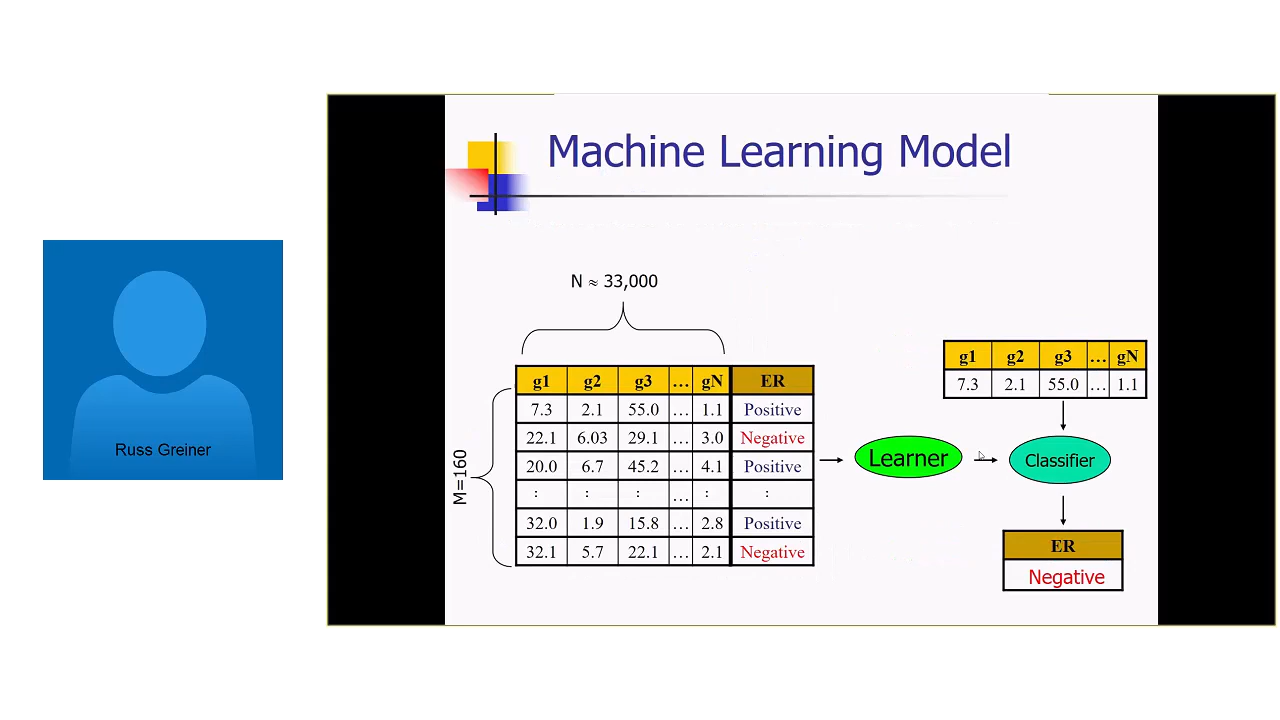 Machine Learning Model
N ≈ 33,000
M=160
g1 g2 g3 ... gN ER
7.3 2.1 55.0 ... 1.1 Positive
22.1 6.03 29.1 ... 3.0 Negative
20.0 6.7 45.2 ... 4.1 Positive
: : : ... : :
32.0 1.9 15.8 ... 2.8 Positive
32.1 5.7 22.1 ... 2.1 Negative
Learner
g1 g2 g3 ... gN
7.3 2.1 55.0 ... 1.1
Classifier
ER
Negative
Russ Greiner